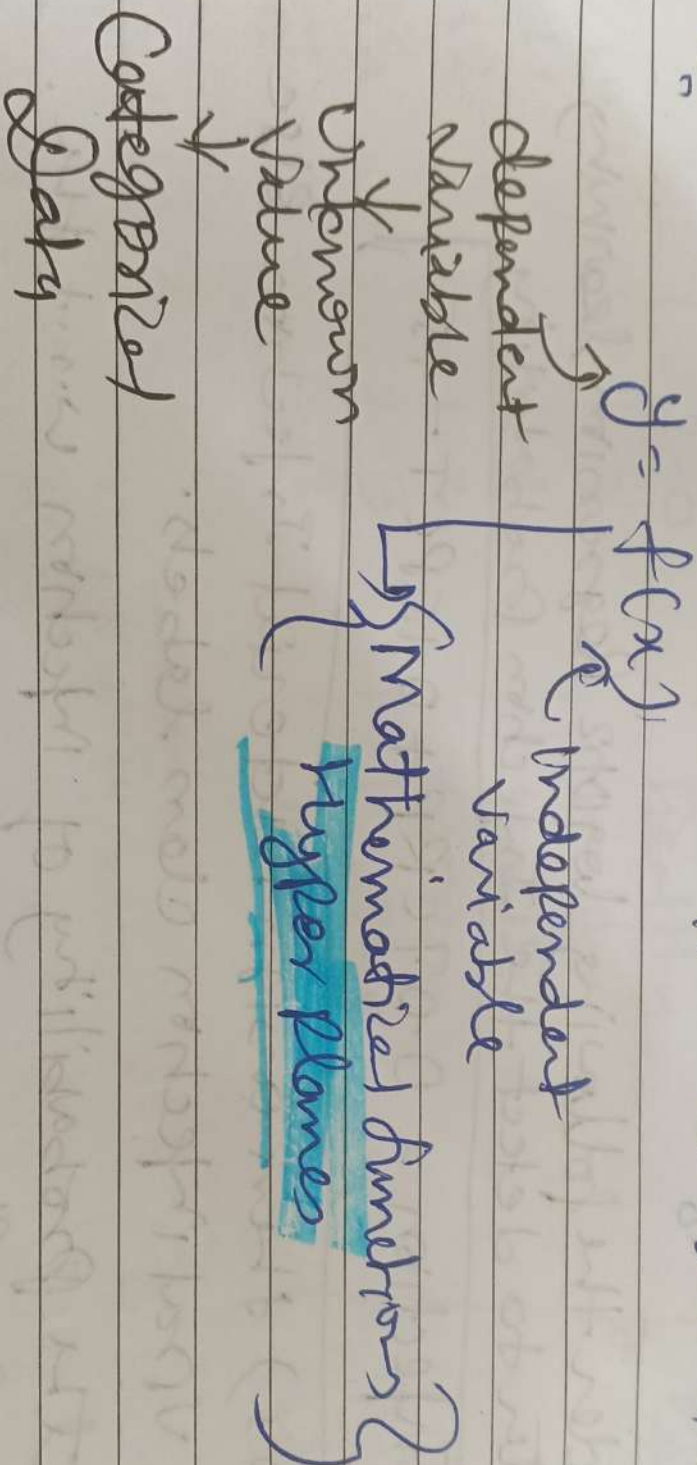 y = f(x)
dependent
variable
↓
Unknown
value
↓
Categorical
Data
Independent
variable
{Mathematical functions}
(Hyper Planes)